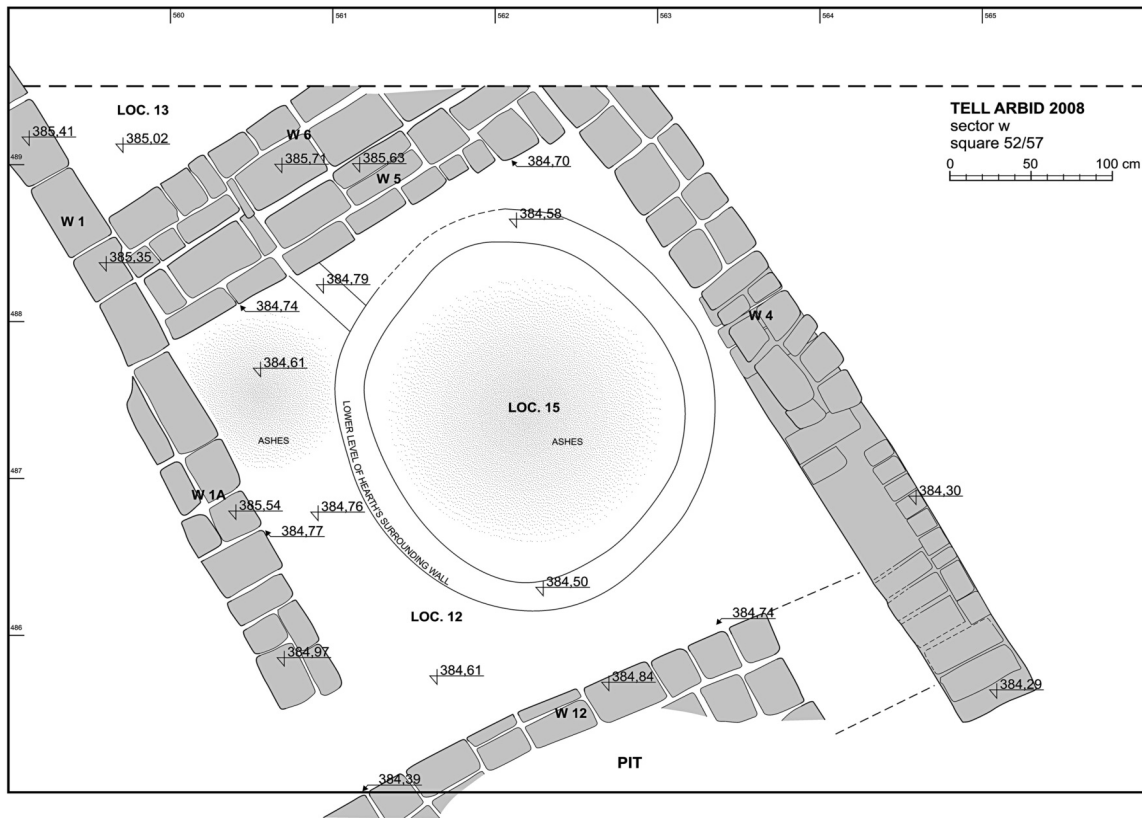 560 561 562 563 564 565
TELL ARBID 2008
sector w
square 52/57
0 50 100 cm
LOC. 13
385,41
385,02
W 6
385,71
385,63
W 5
384,70
489
W 1
384,58
385,35
384,79
384,74
488
W 4
384,61
LOC. 15
ASHES
ASHES
LOWER LEVEL OF HEARTH'S SURROUNDING WALL
487
W 1A
385,54
384,76
384,77
384,30
384,50
LOC. 12
384,74
486
384,97
384,61
384,84
384,29
W 12
PIT
384,39